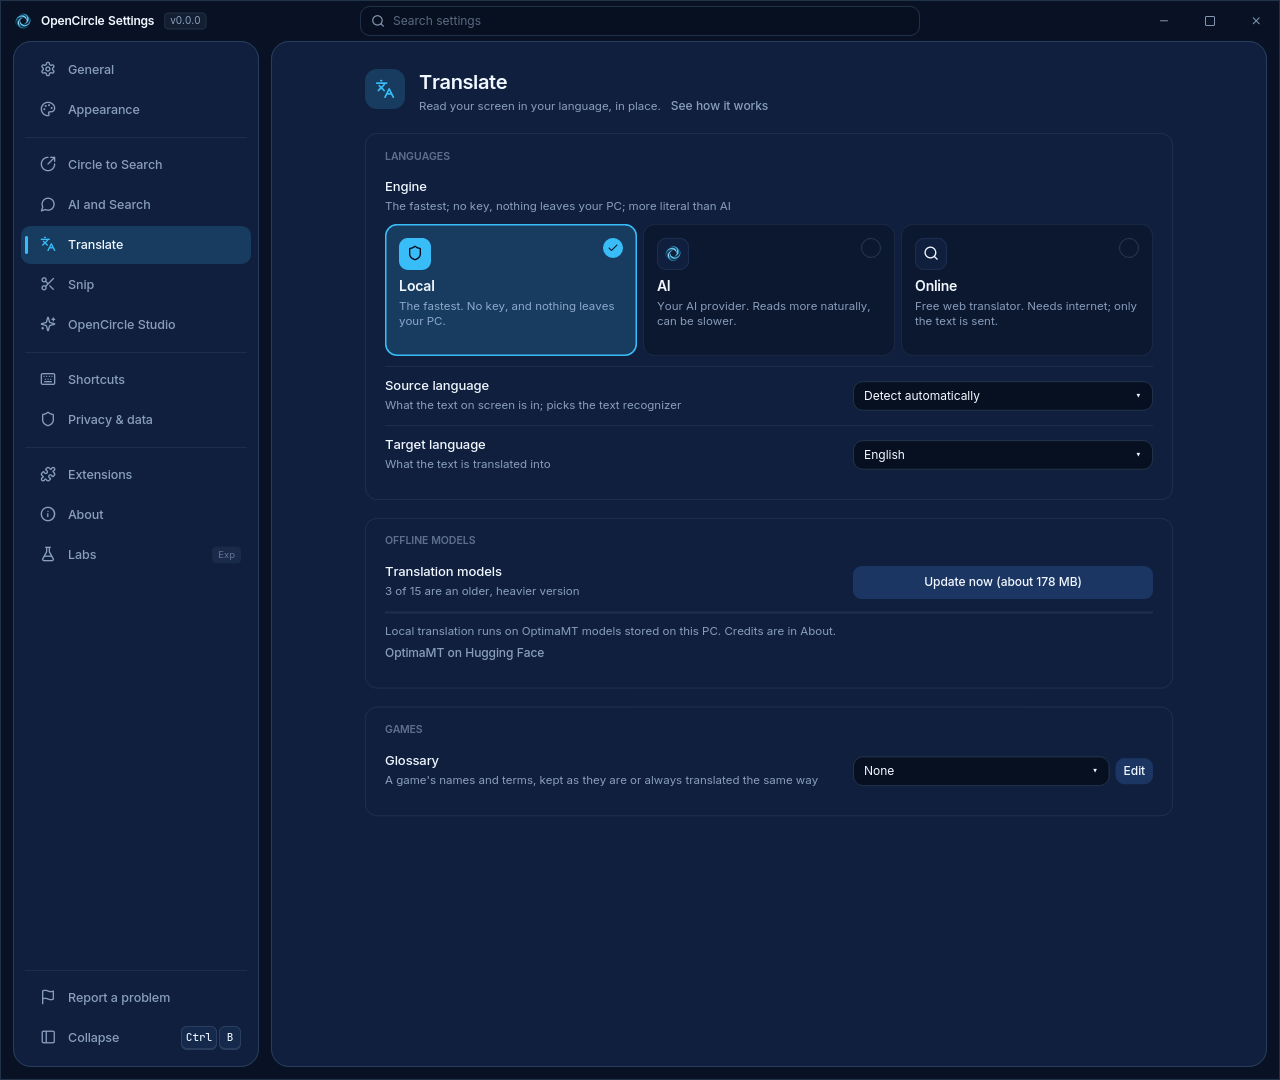 OpenCircle Settings v0.0.0
Search settings
General
Appearance
Circle to Search
AI and Search
Translate
Snip
OpenCircle Studio
Shortcuts
Privacy & data
Extensions
About
Labs Exp
Report a problem
Collapse Ctrl B
Translate
Read your screen in your language, in place. See how it works
LANGUAGES
Engine
The fastest; no key, nothing leaves your PC; more literal than AI
Local
The fastest. No key, and nothing leaves
your PC.
AI
Your AI provider. Reads more naturally,
can be slower.
Online
Free web translator. Needs internet; only
the text is sent.
Source language
What the text on screen is in; picks the text recognizer
Detect automatically
Target language
What the text is translated into
English
OFFLINE MODELS
Translation models
3 of 15 are an older, heavier version
Update now (about 178 MB)
Local translation runs on OptimaMT models stored on this PC. Credits are in About.
OptimaMT on Hugging Face
GAMES
Glossary
A game's names and terms, kept as they are or always translated the same way
None
Edit